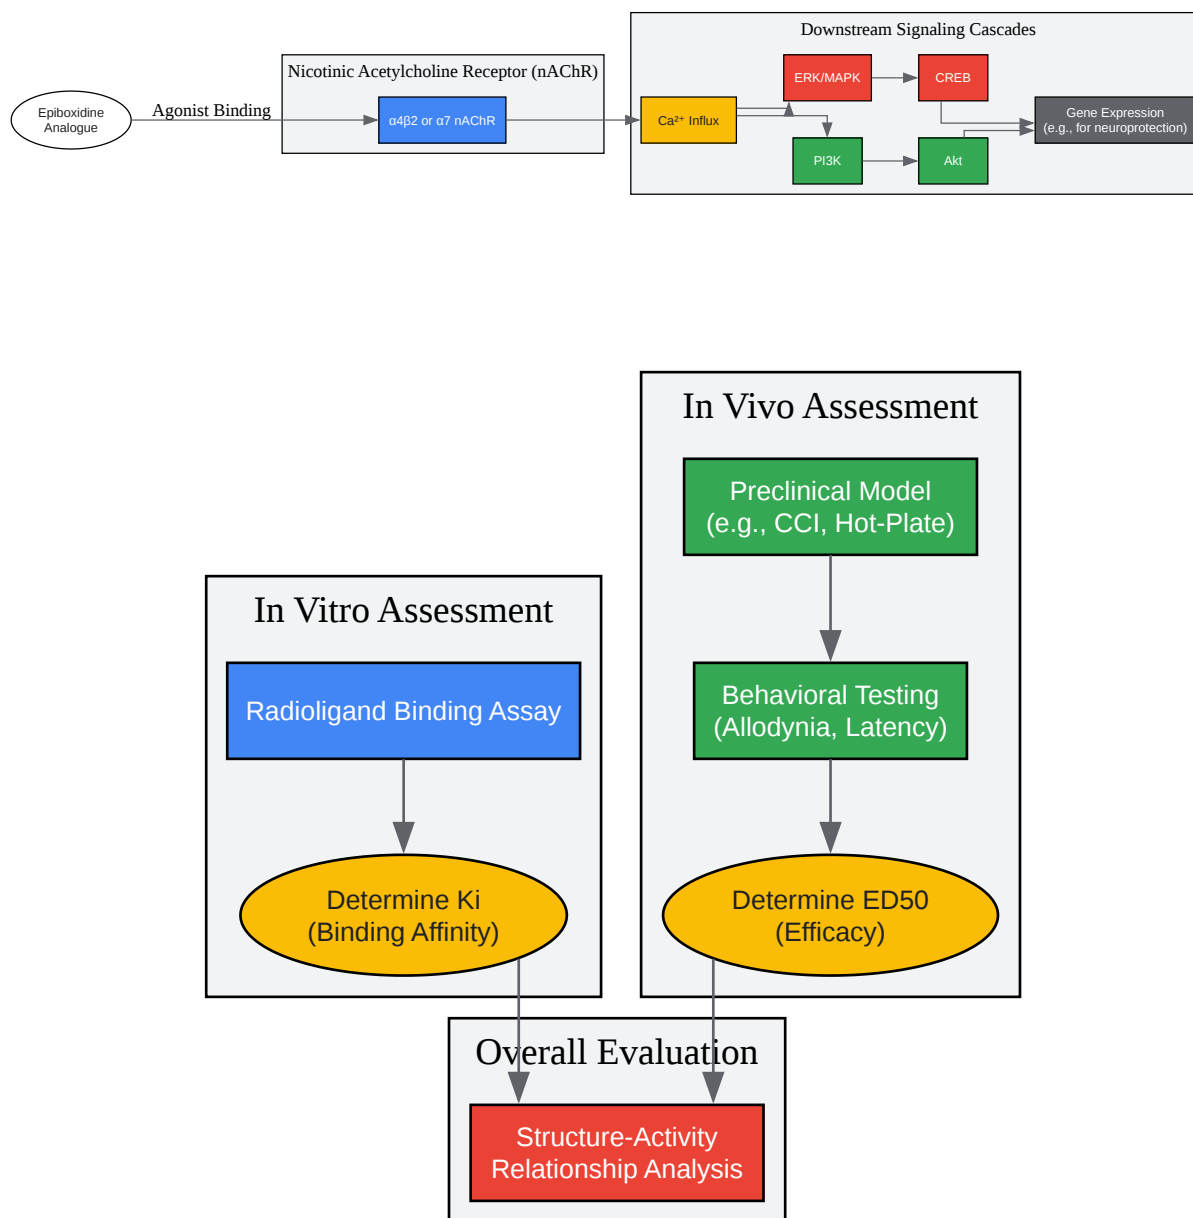 Downstream Signaling Cascades
Nicotinic Acetylcholine Receptor (nAChR)
Epiboxidine
Analogue
Agonist Binding
α4β2 or α7 nAChR
Ca²⁺ Influx
ERK/MAPK
CREB
PI3K
Akt
Gene Expression
(e.g., for neuroprotection)
In Vitro Assessment
Radioligand Binding Assay
Determine Ki
(Binding Affinity)
In Vivo Assessment
Preclinical Model
(e.g., CCI, Hot-Plate)
Behavioral Testing
(Allodynia, Latency)
Determine ED50
(Efficacy)
Overall Evaluation
Structure-Activity
Relationship Analysis